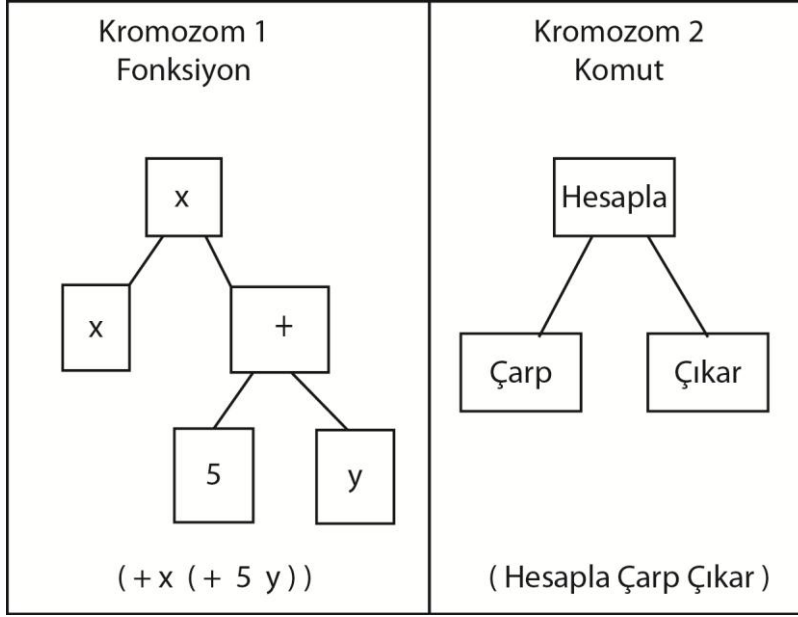 Kromozom 1
Fonksiyon
x
x
+
5
y
( + x ( + 5 y ) )
Kromozom 2
Komut
Hesapla
Çarp
Çıkar
( Hesapla Çarp Çıkar )